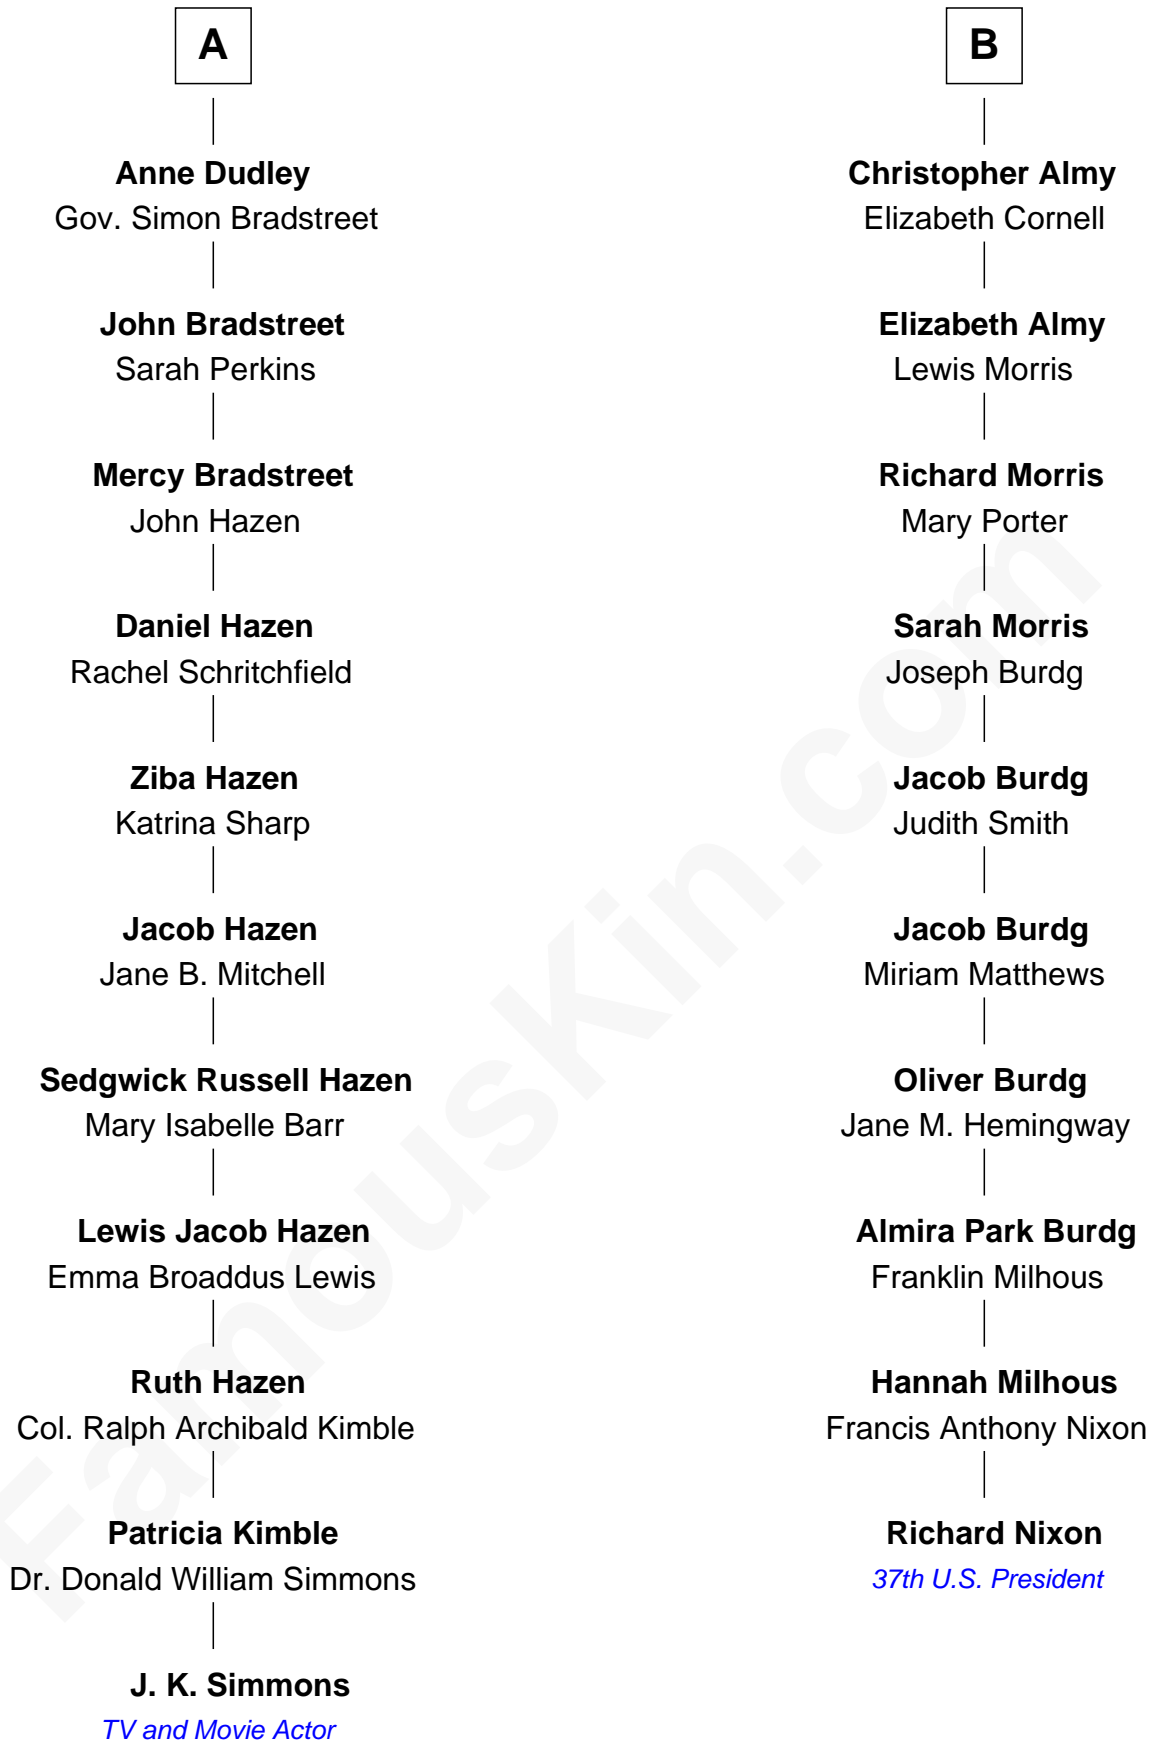 A
Anne Dudley
Gov. Simon Bradstreet
John Bradstreet
Sarah Perkins
Mercy Bradstreet
John Hazen
Daniel Hazen
Rachel Schritchfield
Ziba Hazen
Katrina Sharp
Jacob Hazen
Jane B. Mitchell
Sedgwick Russell Hazen
Mary Isabelle Barr
Lewis Jacob Hazen
Emma Broaddus Lewis
Ruth Hazen
Col. Ralph Archibald Kimble
Patricia Kimble
Dr. Donald William Simmons
J. K. Simmons
TV and Movie Actor
B
Christopher Almy
Elizabeth Cornell
Elizabeth Almy
Lewis Morris
Richard Morris
Mary Porter
Sarah Morris
Joseph Burdg
Jacob Burdg
Judith Smith
Jacob Burdg
Miriam Matthews
Oliver Burdg
Jane M. Hemingway
Almira Park Burdg
Franklin Milhous
Hannah Milhous
Francis Anthony Nixon
Richard Nixon
37th U.S. President
FamousKin.com